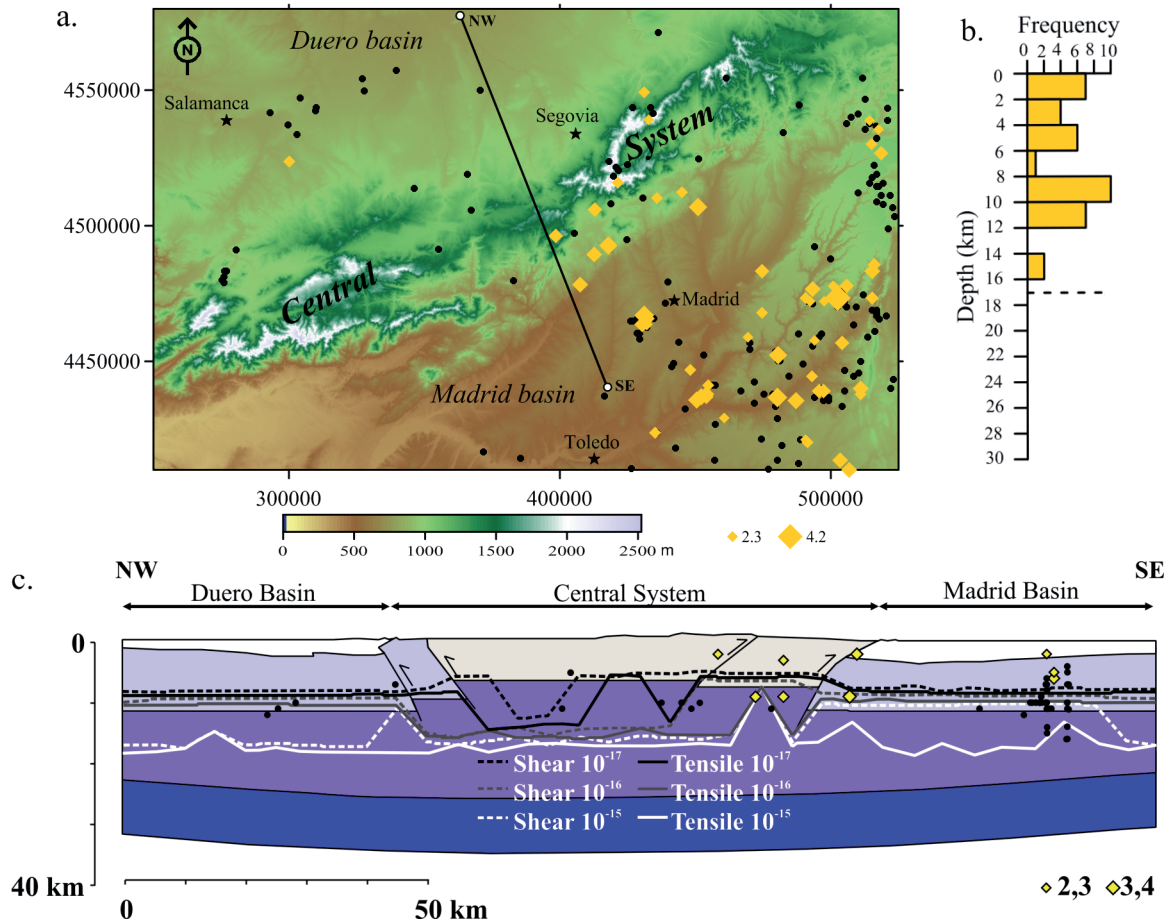 a.
N
NW
Duero basin
4550000
Salamanca
Segovia
System
4500000
Central
Madrid
4450000
Madrid basin
SE
Toledo
300000 400000 500000
0 500 1000 1500 2000 2500 m
2.3 4.2
b.
Frequency
0 2 4 6 8 10
0
2
4
6
8
10
12
14
16
18
20
22
24
26
28
30
Depth (km)
c.
NW SE
Duero Basin Central System Madrid Basin
0
Shear 10-17 Tensile 10-17
Shear 10-16 Tensile 10-16
Shear 10-15 Tensile 10-15
40 km
0 50 km
2,3 3,4